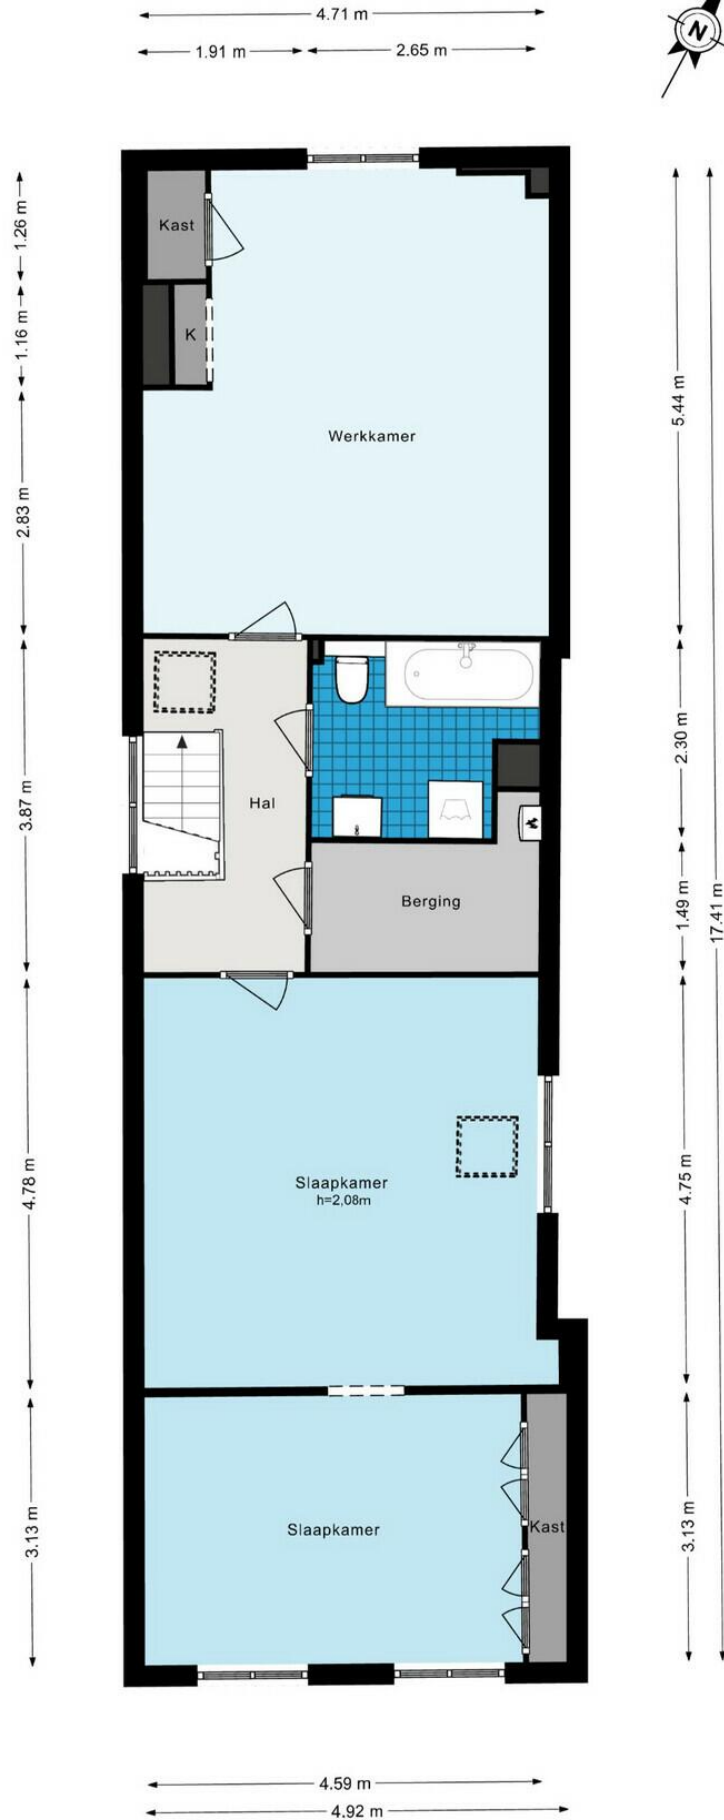 4.71 m
1.91 m
2.65 m
N
1.26 m
Kast
1.16 m
K
5.44 m
Werkkamer
2.83 m
2.30 m
3.87 m
Hal
Berging
1.49 m
17.41 m
4.78 m
Slaapkamer
h=2,08m
4.75 m
3.13 m
Slaapkamer
Kast
3.13 m
4.59 m
4.92 m